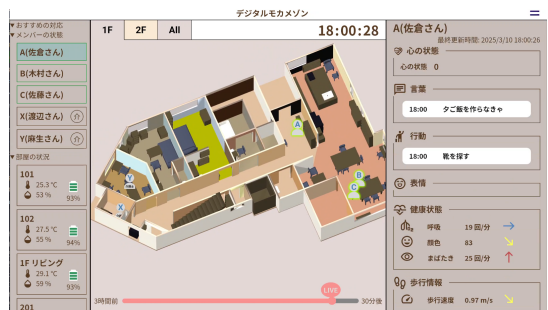 デジタルモカメゾン
▼おすすめの対応
▼メンバーの状態
A(佐倉さん)
B(木村さん)
C(佐藤さん)
X(渡辺さん) 介
Y(麻生さん) 介
▼部屋の状況
101
25.3 ℃
53 %
93%
102
27.5 ℃
55 %
94%
1F リビング
29.1 ℃
59 %
93%
201
1F 2F All
18:00:28
A
B
C
Y
X
LIVE
3時間前
30分後
A(佐倉さん)
最終更新時間: 2025/3/10 18:00:26
心の状態
心の状態 0
言葉
18:00 夕ご飯を作らなきゃ
行動
18:00 靴を探す
表情
健康状態
呼吸 19 回/分 →
顔色 83 ↘
まばたき 25 回/分 ↑
歩行情報
歩行速度 0.97 m/s ↘